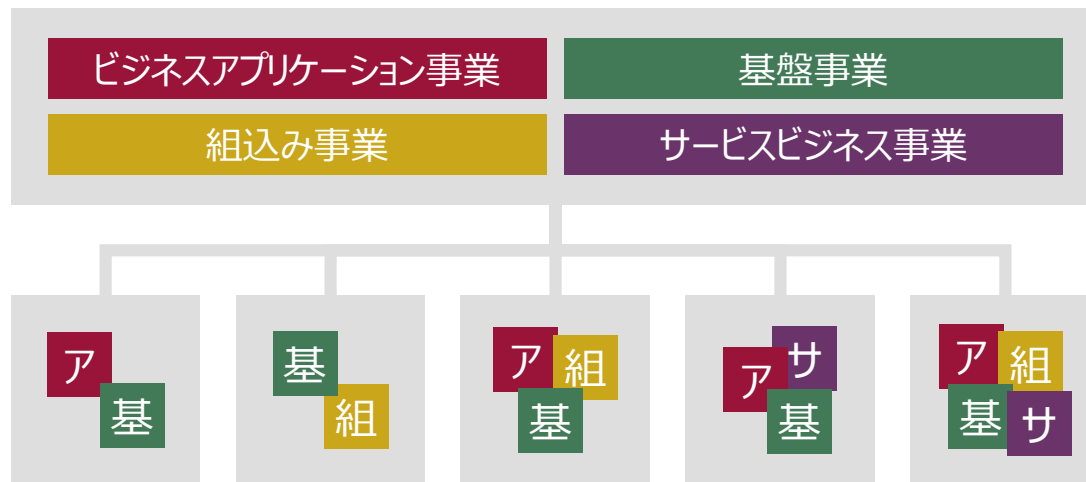 ビジネスアプリケーション事業
基盤事業
組込み事業
サービスビジネス事業
ア
基
基
組
ア
組
基
サ
ア
基
ア
組
基
サ